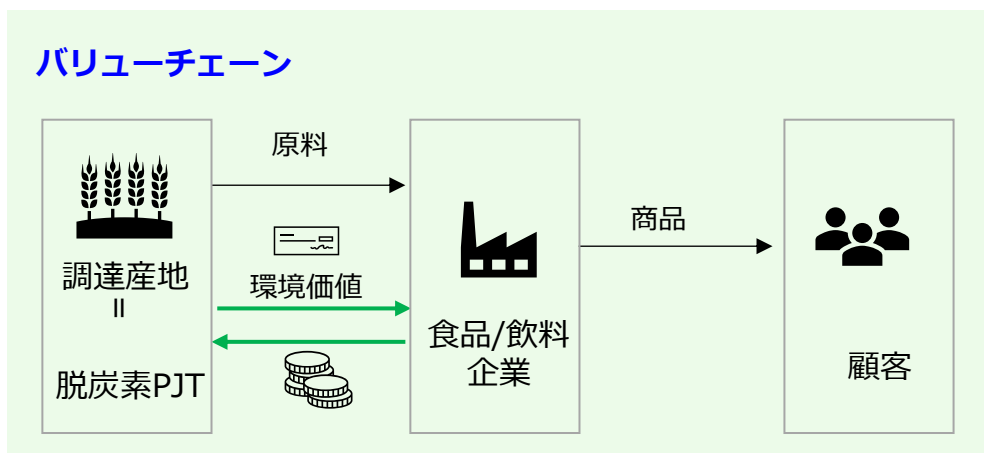 バリューチェーン
原料
環境価値
調達産地
=
脱炭素PJT
食品/飲料
企業
商品
顧客